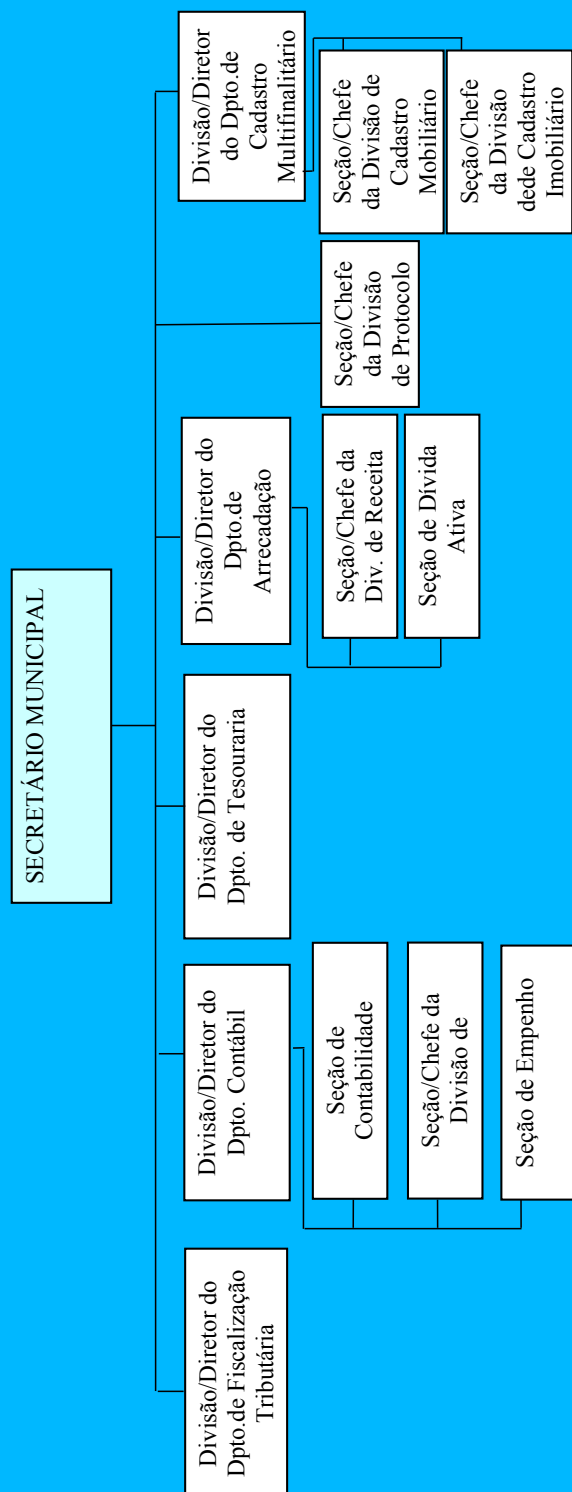 SECRETÁRIO MUNICIPAL
Divisão/Diretor do
Dpto.de Fiscalização
Tributária
Divisão/Diretor do
Dpto. Contábil
Seção de
Contabilidade
Seção/Chefe da
Divisão de
Seção de Empenho
Divisão/Diretor do
Dpto. de Tesouraria
Divisão/Diretor do
Dpto.de
Arrecadação
Seção/Chefe da
Div. de Receita
Seção de Dívida
Ativa
Seção/Chefe
da Divisão
de Protocolo
Divisão/Diretor
do Dpto.de
Cadastro
Multifinalitário
Seção/Chefe
da Divisão de
Cadastro
Mobiliário
Seção/Chefe
da Divisão
dede Cadastro
Imobiliário